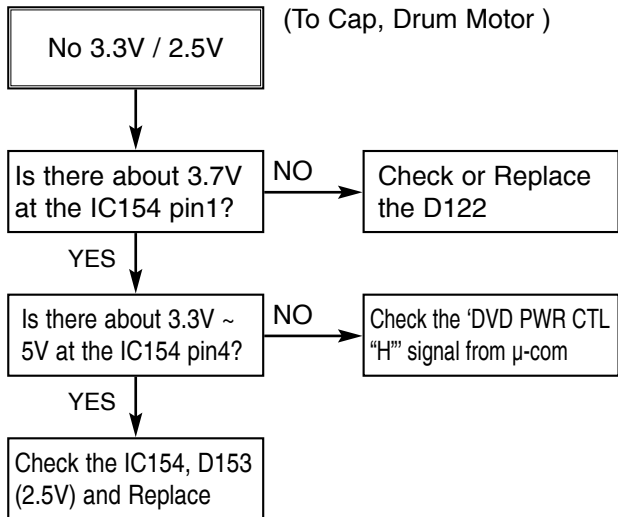 (To Cap, Drum Motor )
No 3.3V / 2.5V
Is there about 3.7V
at the IC154 pin1?
NO
Check or Replace
the D122
YES
Is there about 3.3V ~
5V at the IC154 pin4?
NO
Check the ‘DVD PWR CTL
“H”’ signal from µ-com
YES
Check the IC154, D153
(2.5V) and Replace